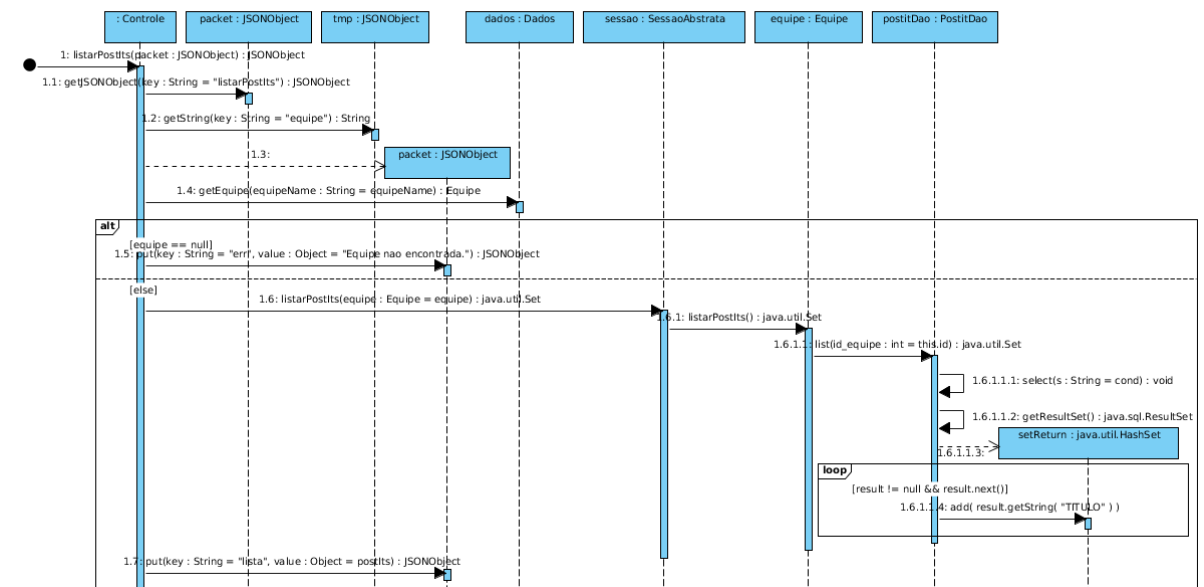 : Controle
packet : JSONObject
tmp : JSONObject
dados : Dados
sessao : SessaoAbstrata
equipe : Equipe
postitDao : PostitDao
1: listarPostIts(packet : JSONObject) : JSONObject
1.1: getJSONObject(key : String = "listarPostIts") : JSONObject
1.2: getString(key : String = "equipe") : String
1.3:
packet : JSONObject
1.4: getEquipe(equipeName : String = equipeName) : Equipe
alt
[equipe == null]
1.5: put(key : String = "err", value : Object = "Equipe nao encontrada.") : JSONObject
[else]
1.6: listarPostIts(equipe : Equipe = equipe) : java.util.Set
1.6.1: listarPostIts() : java.util.Set
1.6.1.1: list(id_equipe : int = this.id) : java.util.Set
1.6.1.1.1: select(s : String = cond) : void
1.6.1.1.2: getResultSet() : java.sql.ResultSet
setReturn : java.util.HashSet
1.6.1.1.3:
loop
[result != null && result.next()]
1.6.1.1.4: add( result.getString( "TITULO" ) )
1.7: put(key : String = "lista", value : Object = postIts) : JSONObject